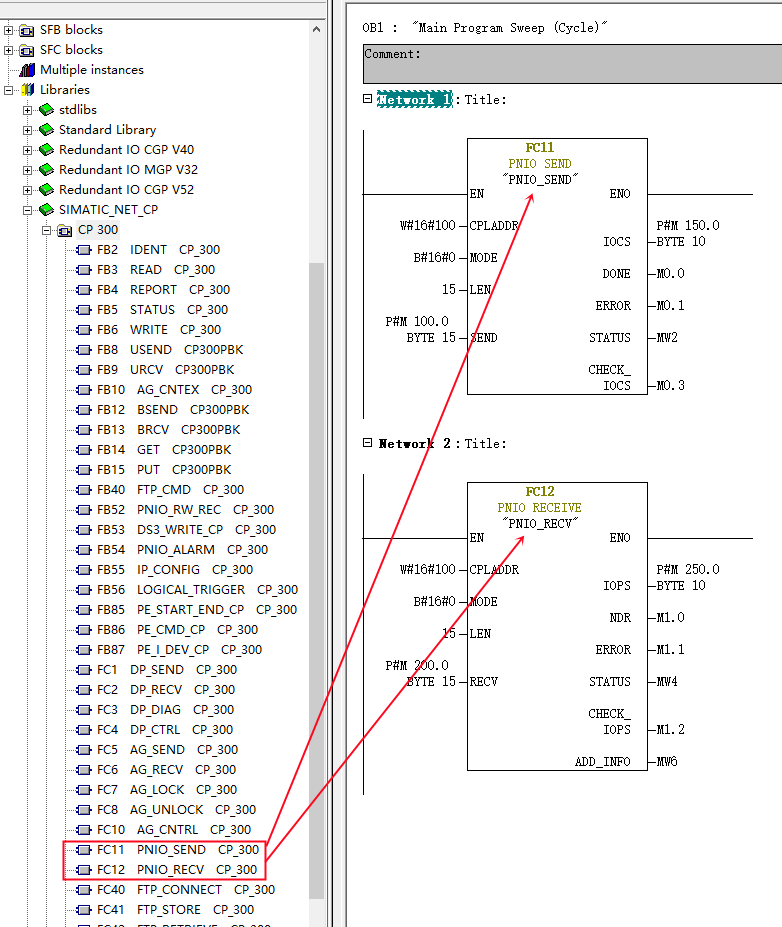 SFB blocks
SFC blocks
Multiple instances
Libraries
stdlibs
Standard Library
Redundant IO CGP V40
Redundant IO MGP V32
Redundant IO CGP V52
SIMATIC_NET_CP
CP 300
FB2 IDENT CP_300
FB3 READ CP_300
FB4 REPORT CP_300
FB5 STATUS CP_300
FB6 WRITE CP_300
FB8 USEND CP300PBK
FB9 URCV CP300PBK
FB10 AG_CNTEX CP_300
FB12 BSEND CP300PBK
FB13 BRCV CP300PBK
FB14 GET CP300PBK
FB15 PUT CP300PBK
FB40 FTP_CMD CP_300
FB52 PNIO_RW_REC CP_300
FB53 DS3_WRITE_CP CP_300
FB54 PNIO_ALARM CP_300
FB55 IP_CONFIG CP_300
FB56 LOGICAL_TRIGGER CP_300
FB85 PE_START_END_CP CP_300
FB86 PE_CMD_CP CP_300
FB87 PE_I_DEV_CP CP_300
FC1 DP_SEND CP_300
FC2 DP_RECV CP_300
FC3 DP_DIAG CP_300
FC4 DP_CTRL CP_300
FC5 AG_SEND CP_300
FC6 AG_RECV CP_300
FC7 AG_LOCK CP_300
FC8 AG_UNLOCK CP_300
FC10 AG_CNTRL CP_300
FC11 PNIO_SEND CP_300
FC12 PNIO_RECV CP_300
FC40 FTP_CONNECT CP_300
FC41 FTP_STORE CP_300
FC42 FTP_RETRIEVE CP_300
OB1 : "Main Program Sweep (Cycle)"
Comment:
Network 1: Title:
FC11
PNIO SEND
"PNIO_SEND"
EN ENO
W#16#100 CPLADDR P#M 150.0
IOCS BYTE 10
B#16#0 MODE
DONE M0.0
15 LEN
ERROR M0.1
P#M 100.0
BYTE 15 SEND STATUS MW2
CHECK_
IOCS M0.3
Network 2: Title:
FC12
PNIO RECEIVE
"PNIO_RECV"
EN ENO
W#16#100 CPLADDR P#M 250.0
IOPS BYTE 10
B#16#0 MODE
NDR M1.0
15 LEN
ERROR M1.1
P#M 200.0
BYTE 15 RECV STATUS MW4
CHECK_
IOPS M1.2
ADD_INFO MW6